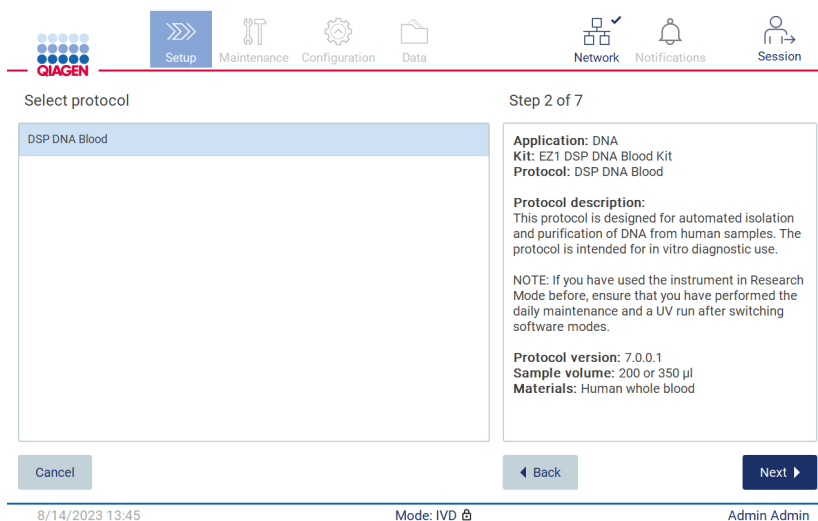 QIAGEN
Setup
Maintenance
Configuration
Data
Network
Notifications
Session
Select protocol
DSP DNA Blood
Step 2 of 7
Application: DNA
Kit: EZ1 DSP DNA Blood Kit
Protocol: DSP DNA Blood
Protocol description:
This protocol is designed for automated isolation
and purification of DNA from human samples. The
protocol is intended for in vitro diagnostic use.
NOTE: If you have used the instrument in Research
Mode before, ensure that you have performed the
daily maintenance and a UV run after switching
software modes.
Protocol version: 7.0.0.1
Sample volume: 200 or 350 µl
Materials: Human whole blood
Cancel
Back
Next
8/14/2023 13:45
Mode: IVD
Admin Admin